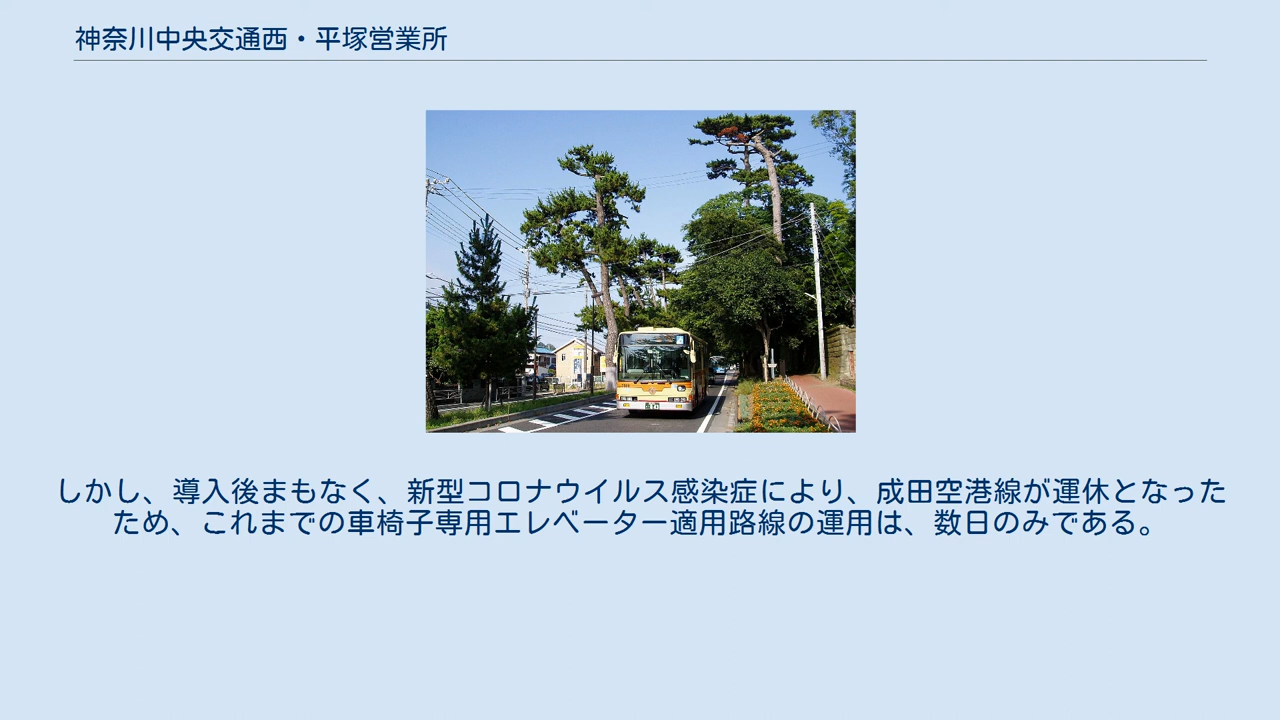 神奈川中央交通西・平塚営業所
しかし、導入後まもなく、新型コロナウイルス感染症により、成田空港線が運休となった
ため、これまでの車椅子専用エレベーター適用路線の運用は、数日のみである。